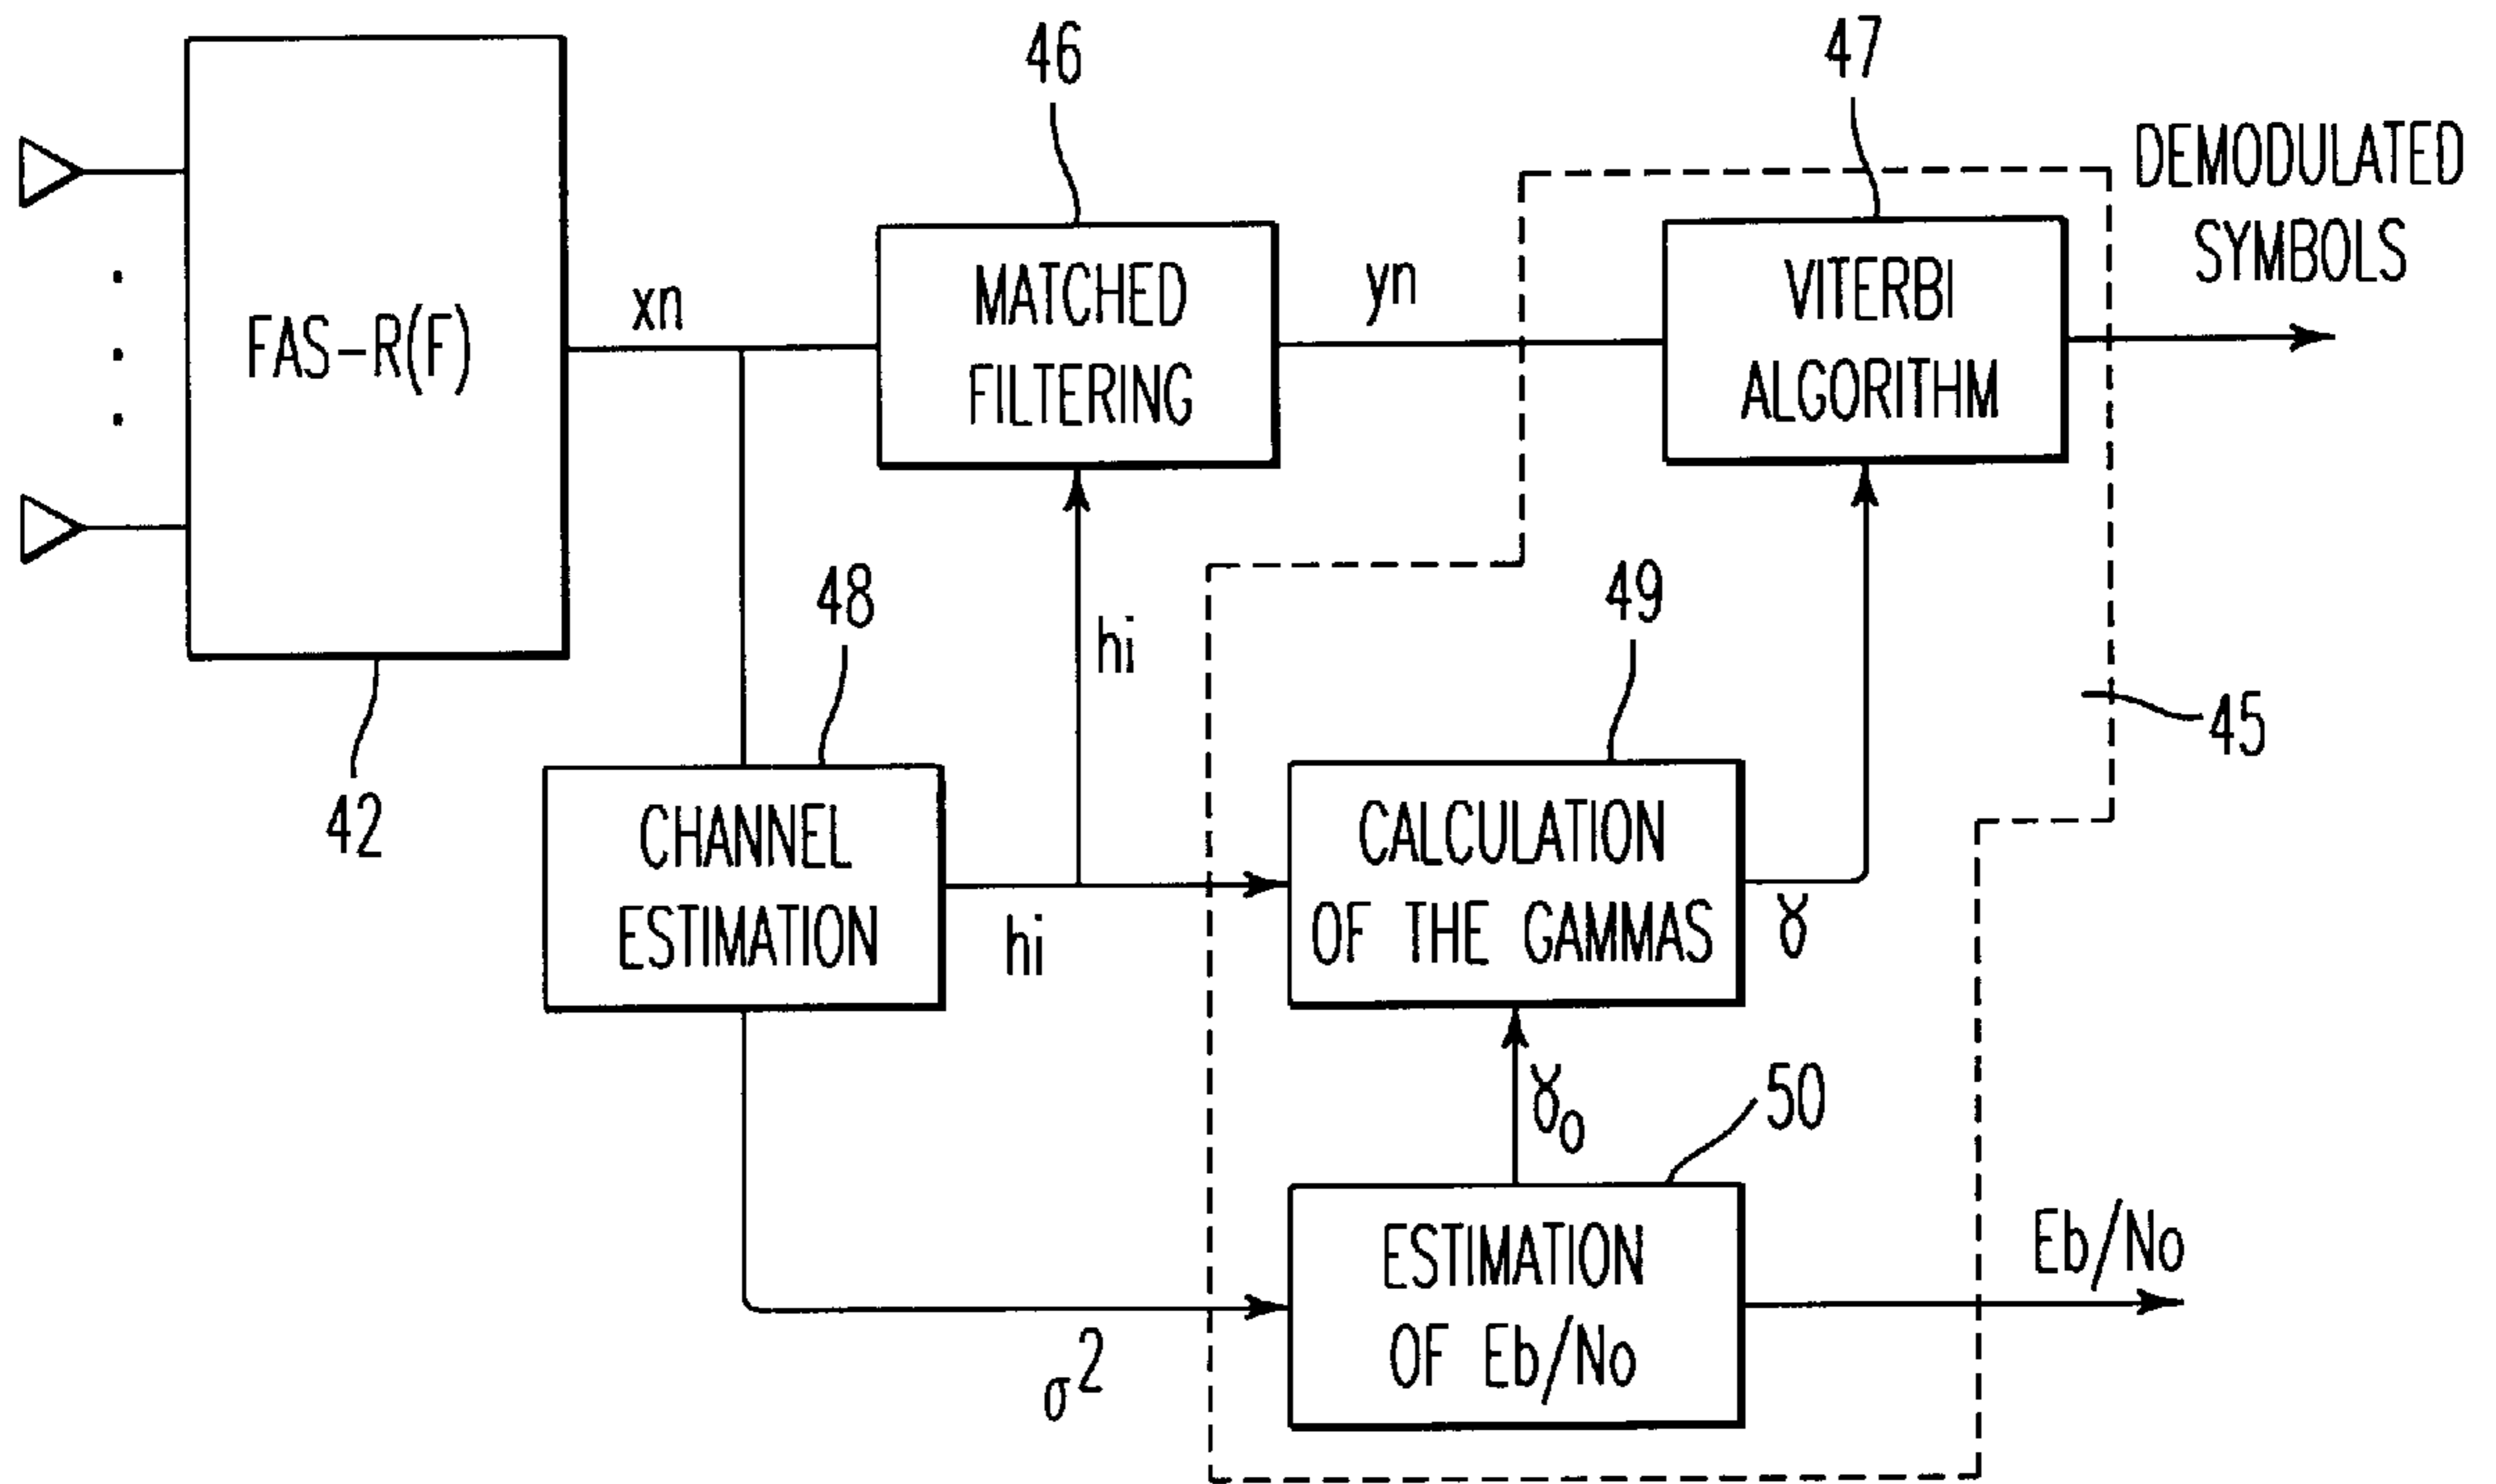 46
47
DEMODULATED
SYMBOLS
FAS-R(F)
xn
MATCHED
FILTERING
yn
VITERBI
ALGORITHM
48
hi
49
42
45
CHANNEL
ESTIMATION
hi
CALCULATION
OF THE GAMMAS
γ
γ₀
50
ESTIMATION
OF Eb/No
Eb/No
σ²